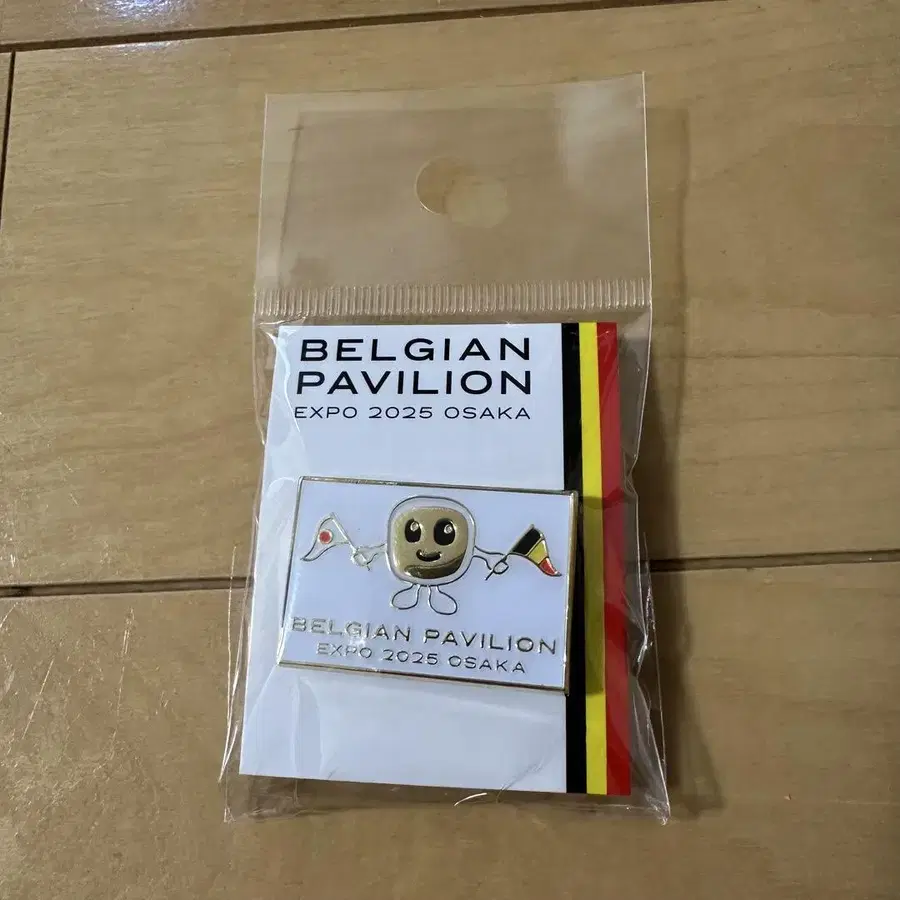 BELGIAN
PAVILION
EXPO 2025 OSAKA
BELGIAN PAVILION
EXPO 2025 OSAKA